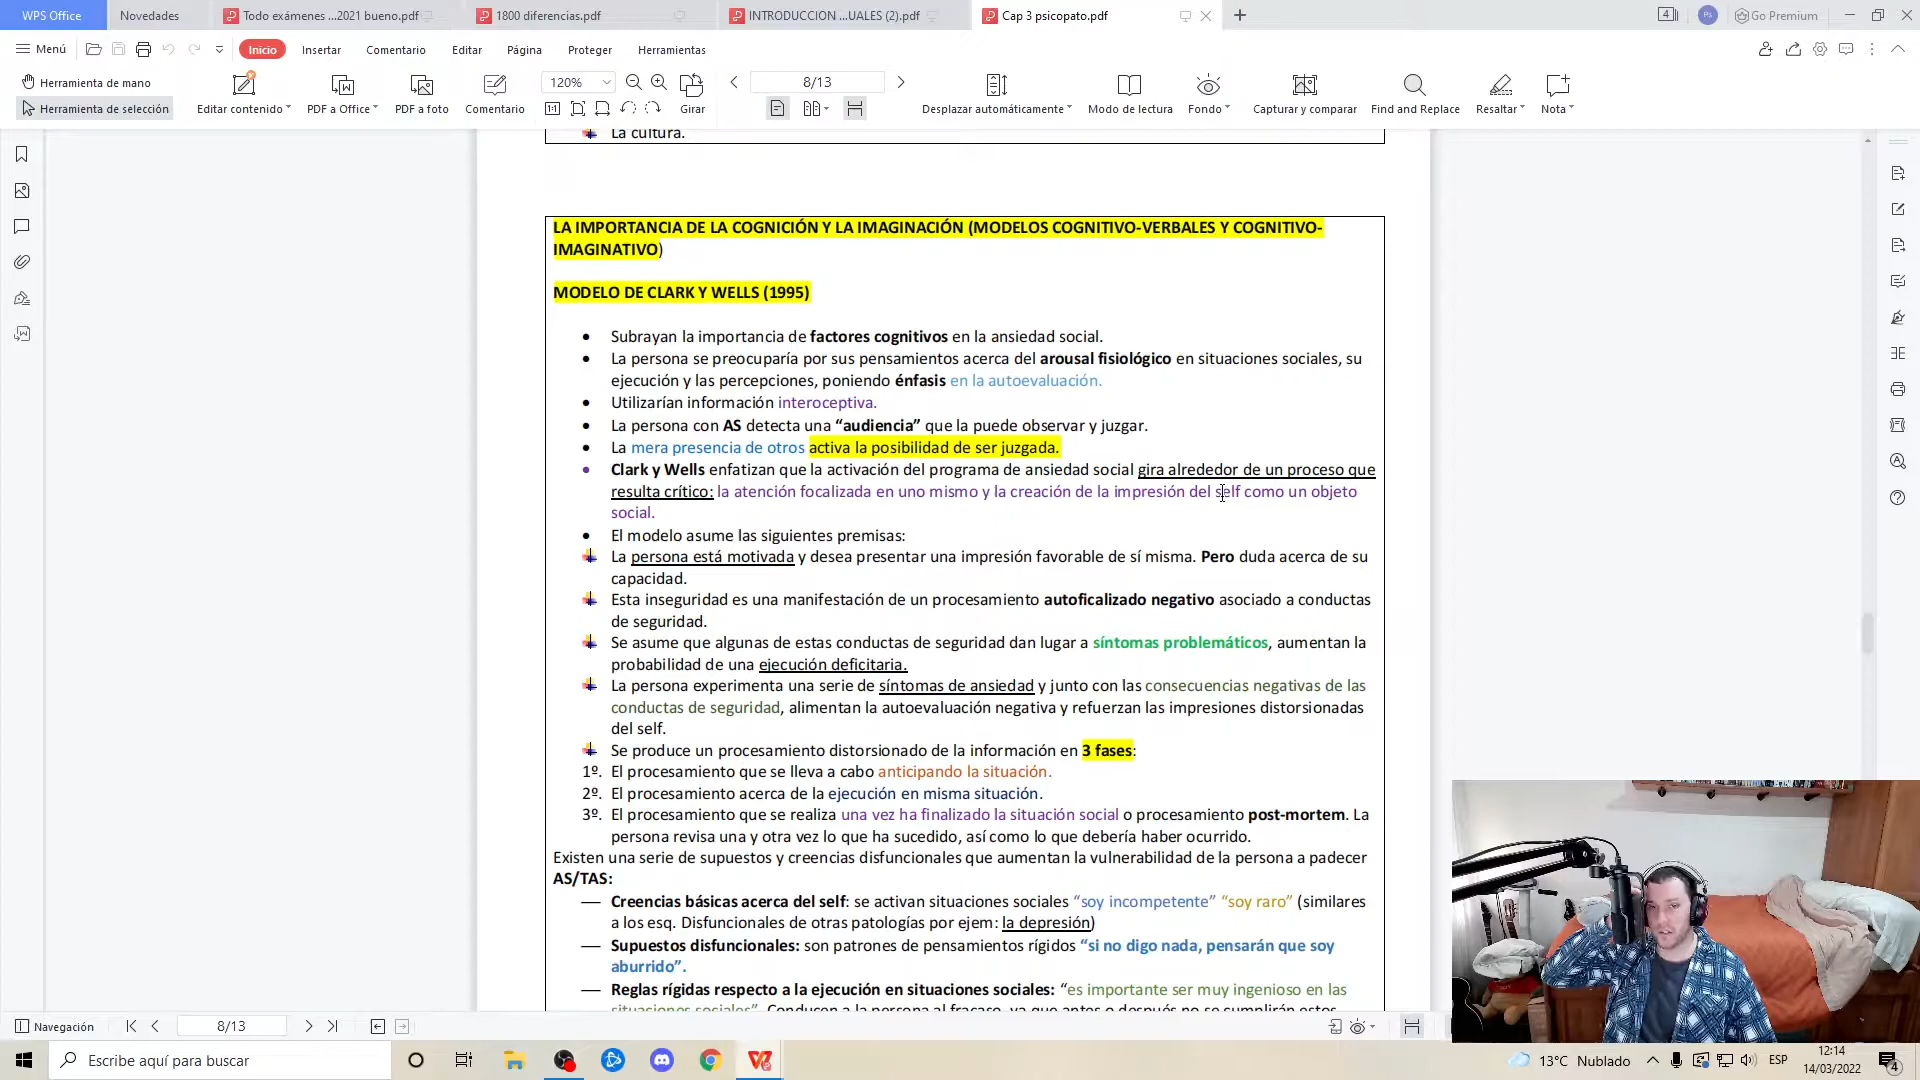 WPS Office
Novedades
Todo exámenes ...2021 bueno.pdf
1800 diferencias.pdf
INTRODUCCION ...UALES (2).pdf
Cap 3 psicopato.pdf
4
Ps
Go Premium
Menú
Inicio
Insertar
Comentario
Editar
Página
Proteger
Herramientas
Herramienta de mano
Herramienta de selección
Editar contenido
PDF a Office
PDF a foto
Comentario
120%
Girar
8/13
Desplazar automáticamente
Modo de lectura
Fondo
Capturar y comparar
Find and Replace
Resaltar
Nota
La cultura.
LA IMPORTANCIA DE LA COGNICIÓN Y LA IMAGINACIÓN (MODELOS COGNITIVO-VERBALES Y COGNITIVO-
IMAGINATIVO)
MODELO DE CLARK Y WELLS (1995)
• Subrayan la importancia de factores cognitivos en la ansiedad social.
• La persona se preocuparía por sus pensamientos acerca del arousal fisiológico en situaciones sociales, su
ejecución y las percepciones, poniendo énfasis en la autoevaluación.
• Utilizarían información interoceptiva.
• La persona con AS detecta una “audiencia” que la puede observar y juzgar.
• La mera presencia de otros activa la posibilidad de ser juzgada.
• Clark y Wells enfatizan que la activación del programa de ansiedad social gira alrededor de un proceso que
resulta crítico: la atención focalizada en uno mismo y la creación de la impresión del self como un objeto
social.
• El modelo asume las siguientes premisas:
La persona está motivada y desea presentar una impresión favorable de sí misma. Pero duda acerca de su
capacidad.
Esta inseguridad es una manifestación de un procesamiento autoficalizado negativo asociado a conductas
de seguridad.
Se asume que algunas de estas conductas de seguridad dan lugar a síntomas problemáticos, aumentan la
probabilidad de una ejecución deficitaria.
La persona experimenta una serie de síntomas de ansiedad y junto con las consecuencias negativas de las
conductas de seguridad, alimentan la autoevaluación negativa y refuerzan las impresiones distorsionadas
del self.
Se produce un procesamiento distorsionado de la información en 3 fases:
1º. El procesamiento que se lleva a cabo anticipando la situación.
2º. El procesamiento acerca de la ejecución en misma situación.
3º. El procesamiento que se realiza una vez ha finalizado la situación social o procesamiento post-mortem. La
persona revisa una y otra vez lo que ha sucedido, así como lo que debería haber ocurrido.
Existen una serie de supuestos y creencias disfuncionales que aumentan la vulnerabilidad de la persona a padecer
AS/TAS:
— Creencias básicas acerca del self: se activan situaciones sociales “soy incompetente” “soy raro” (similares
a los esq. Disfuncionales de otras patologías por ejem: la depresión)
— Supuestos disfuncionales: son patrones de pensamientos rígidos “si no digo nada, pensarán que soy
aburrido”.
— Reglas rígidas respecto a la ejecución en situaciones sociales: “es importante ser muy ingenioso en las
situaciones sociales”. Conducen a la persona al fracaso, ya que antes o después no se cumplirán estos
Navegación
8/13
Escribe aquí para buscar
13°C Nublado
ESP
12:14
14/03/2022
4